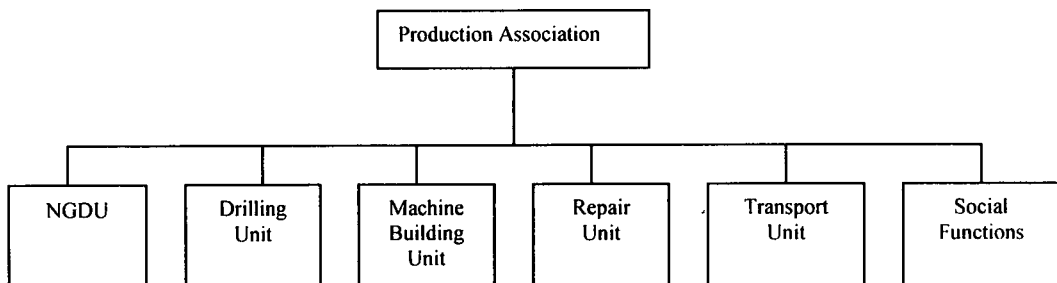 Production Association
NGDU
Drilling
Unit
Machine
Building
Unit
Repair
Unit
Transport
Unit
Social
Functions